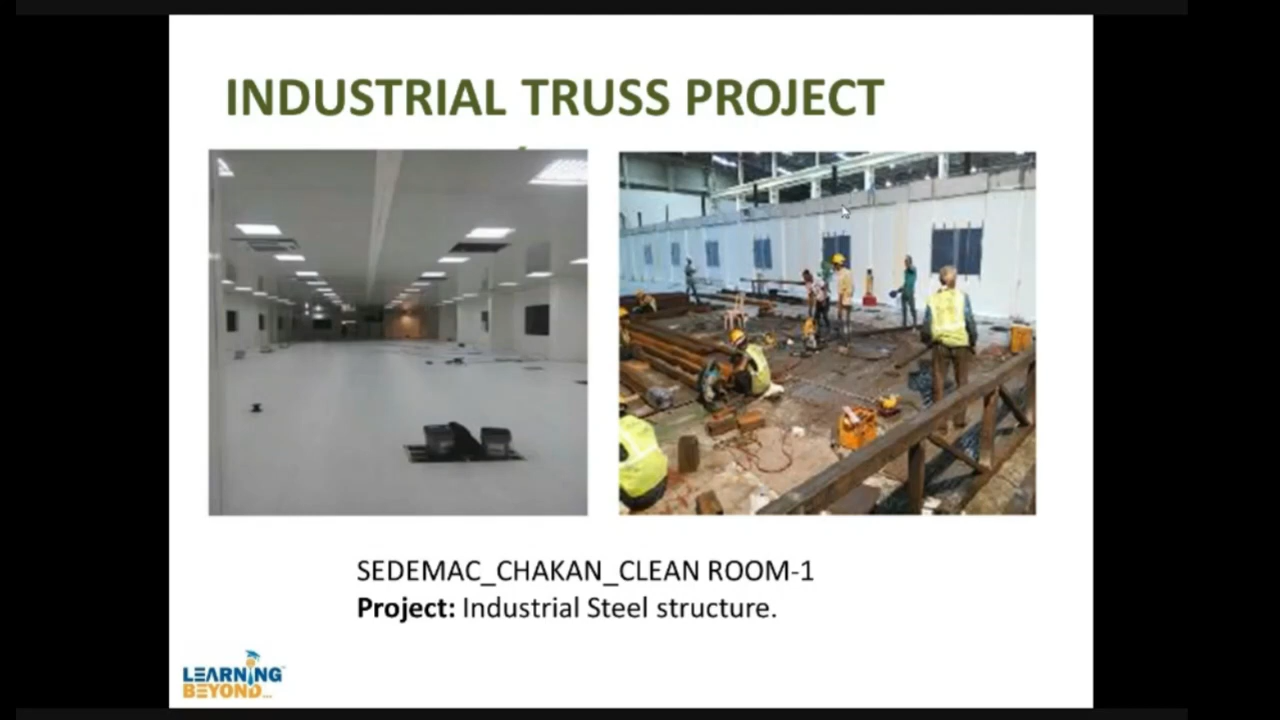 INDUSTRIAL TRUSS PROJECT
SEDEMAC_CHAKAN_CLEAN ROOM-1
Project: Industrial Steel structure.
LEARNING
BEYOND...